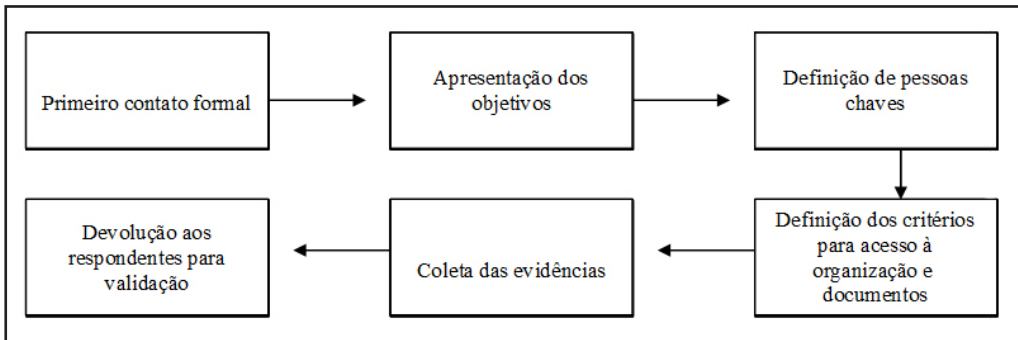 Primeiro contato formal
Apresentação dos
objetivos
Definição de pessoas
chaves
Definição dos critérios
para acesso à
organização e
documentos
Coleta das evidências
Devolução aos
respondentes para
validação